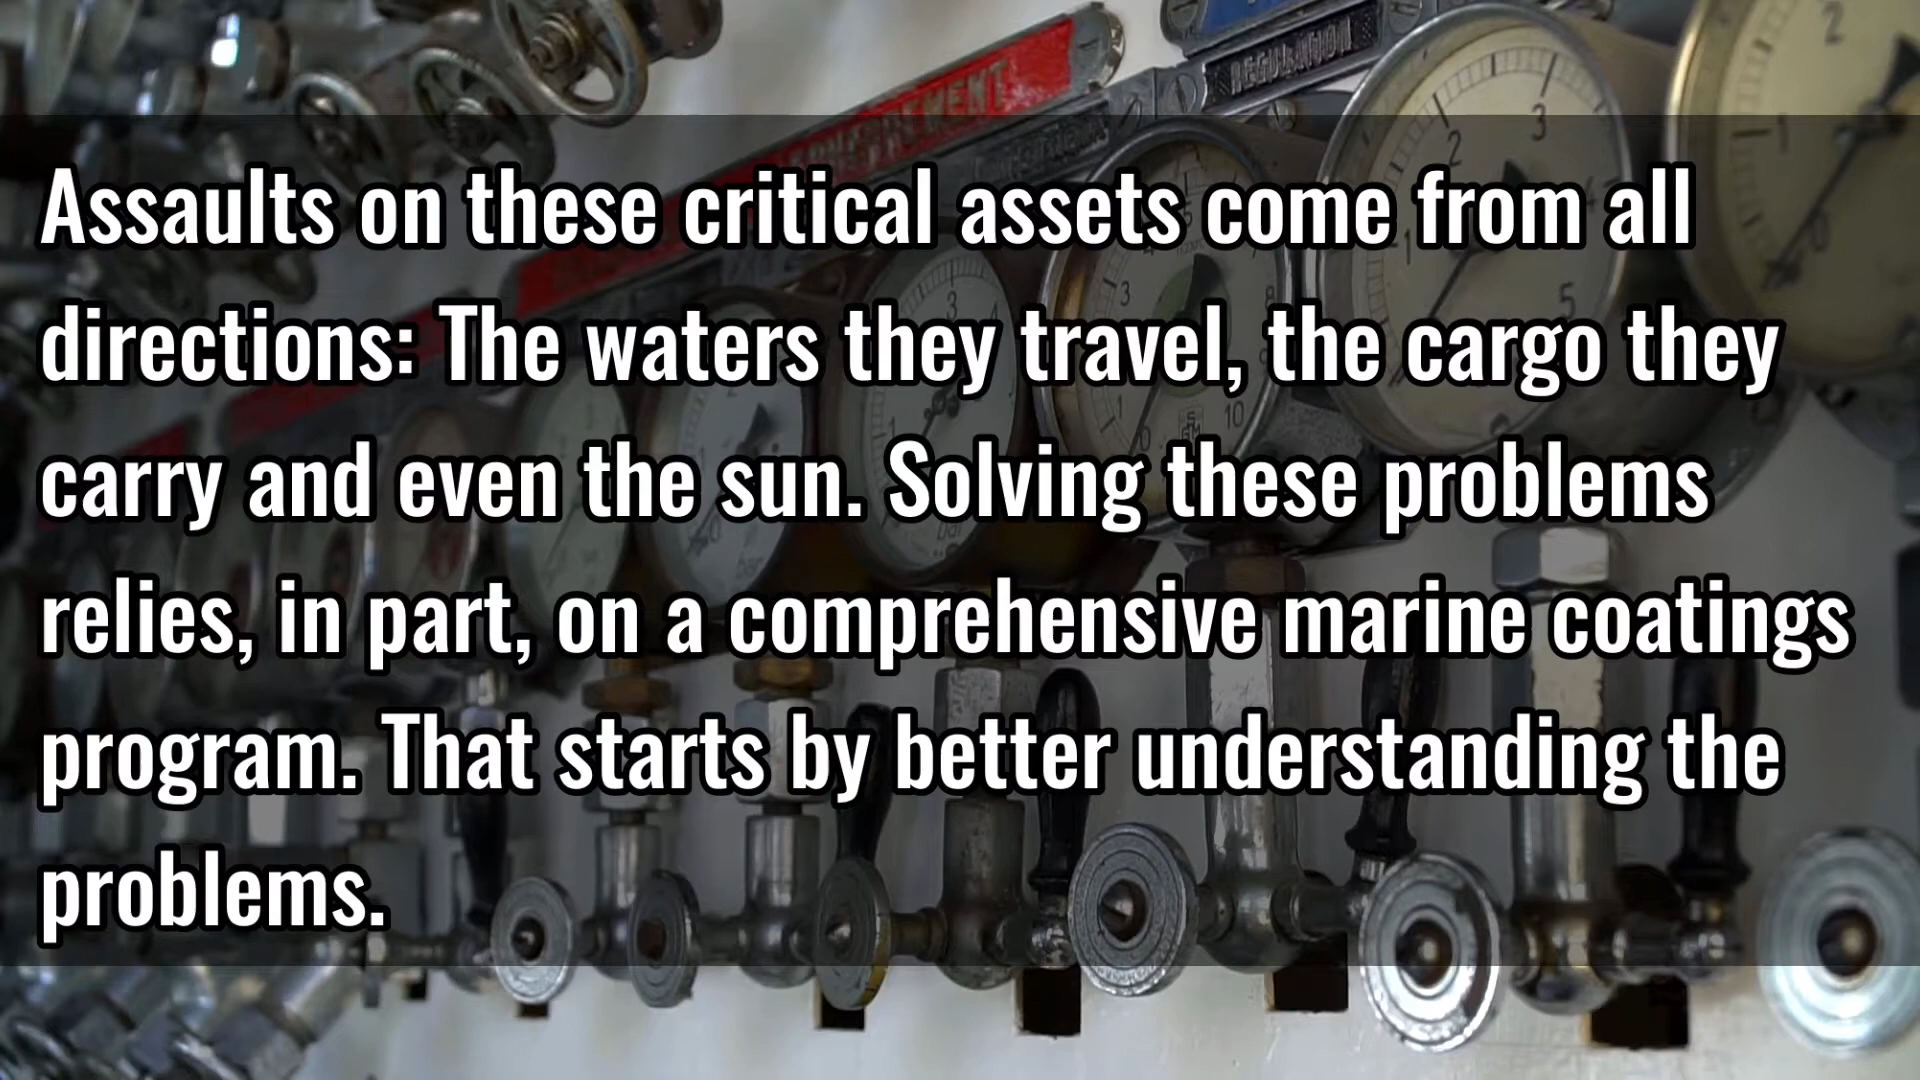 REGULATION
Assaults on these critical assets come from all
directions: The waters they travel, the cargo they
carry and even the sun. Solving these problems
relies, in part, on a comprehensive marine coatings
program. That starts by better understanding the
problems.